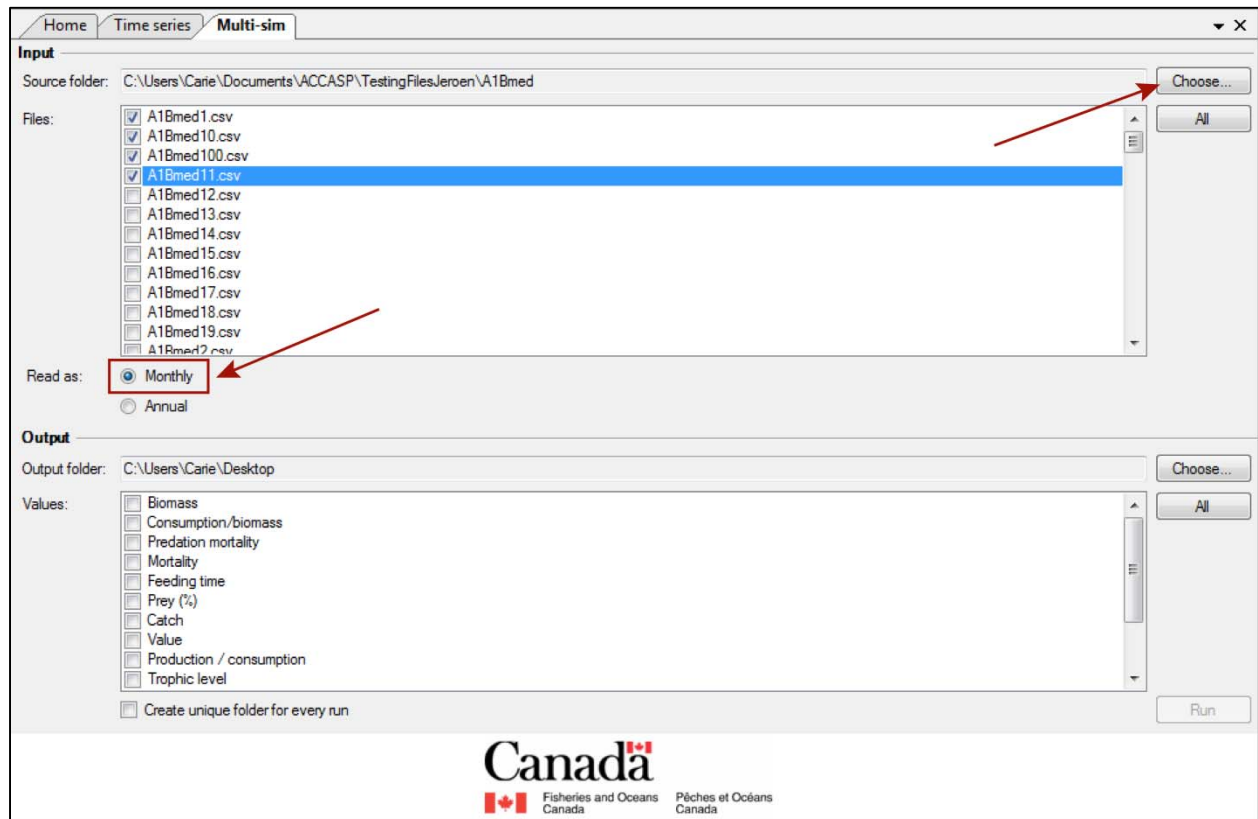 Home Time series Multi-sim
Input
Source folder: C:\Users\Carie\Documents\ACCASP\TestingFilesJeroen\A1Bmed Choose...
Files: A1Bmed1.csv All
A1Bmed10.csv
A1Bmed100.csv
A1Bmed11.csv
A1Bmed12.csv
A1Bmed13.csv
A1Bmed14.csv
A1Bmed15.csv
A1Bmed16.csv
A1Bmed17.csv
A1Bmed18.csv
A1Bmed19.csv
A1Bmed2.csv
Read as: Monthly
Annual
Output
Output folder: C:\Users\Carie\Desktop Choose...
Values: Biomass All
Consumption/biomass
Predation mortality
Mortality
Feeding time
Prey (%)
Catch
Value
Production / consumption
Trophic level
Create unique folder for every run Run
Canada
Fisheries and Oceans Pêches et Océans
Canada Canada